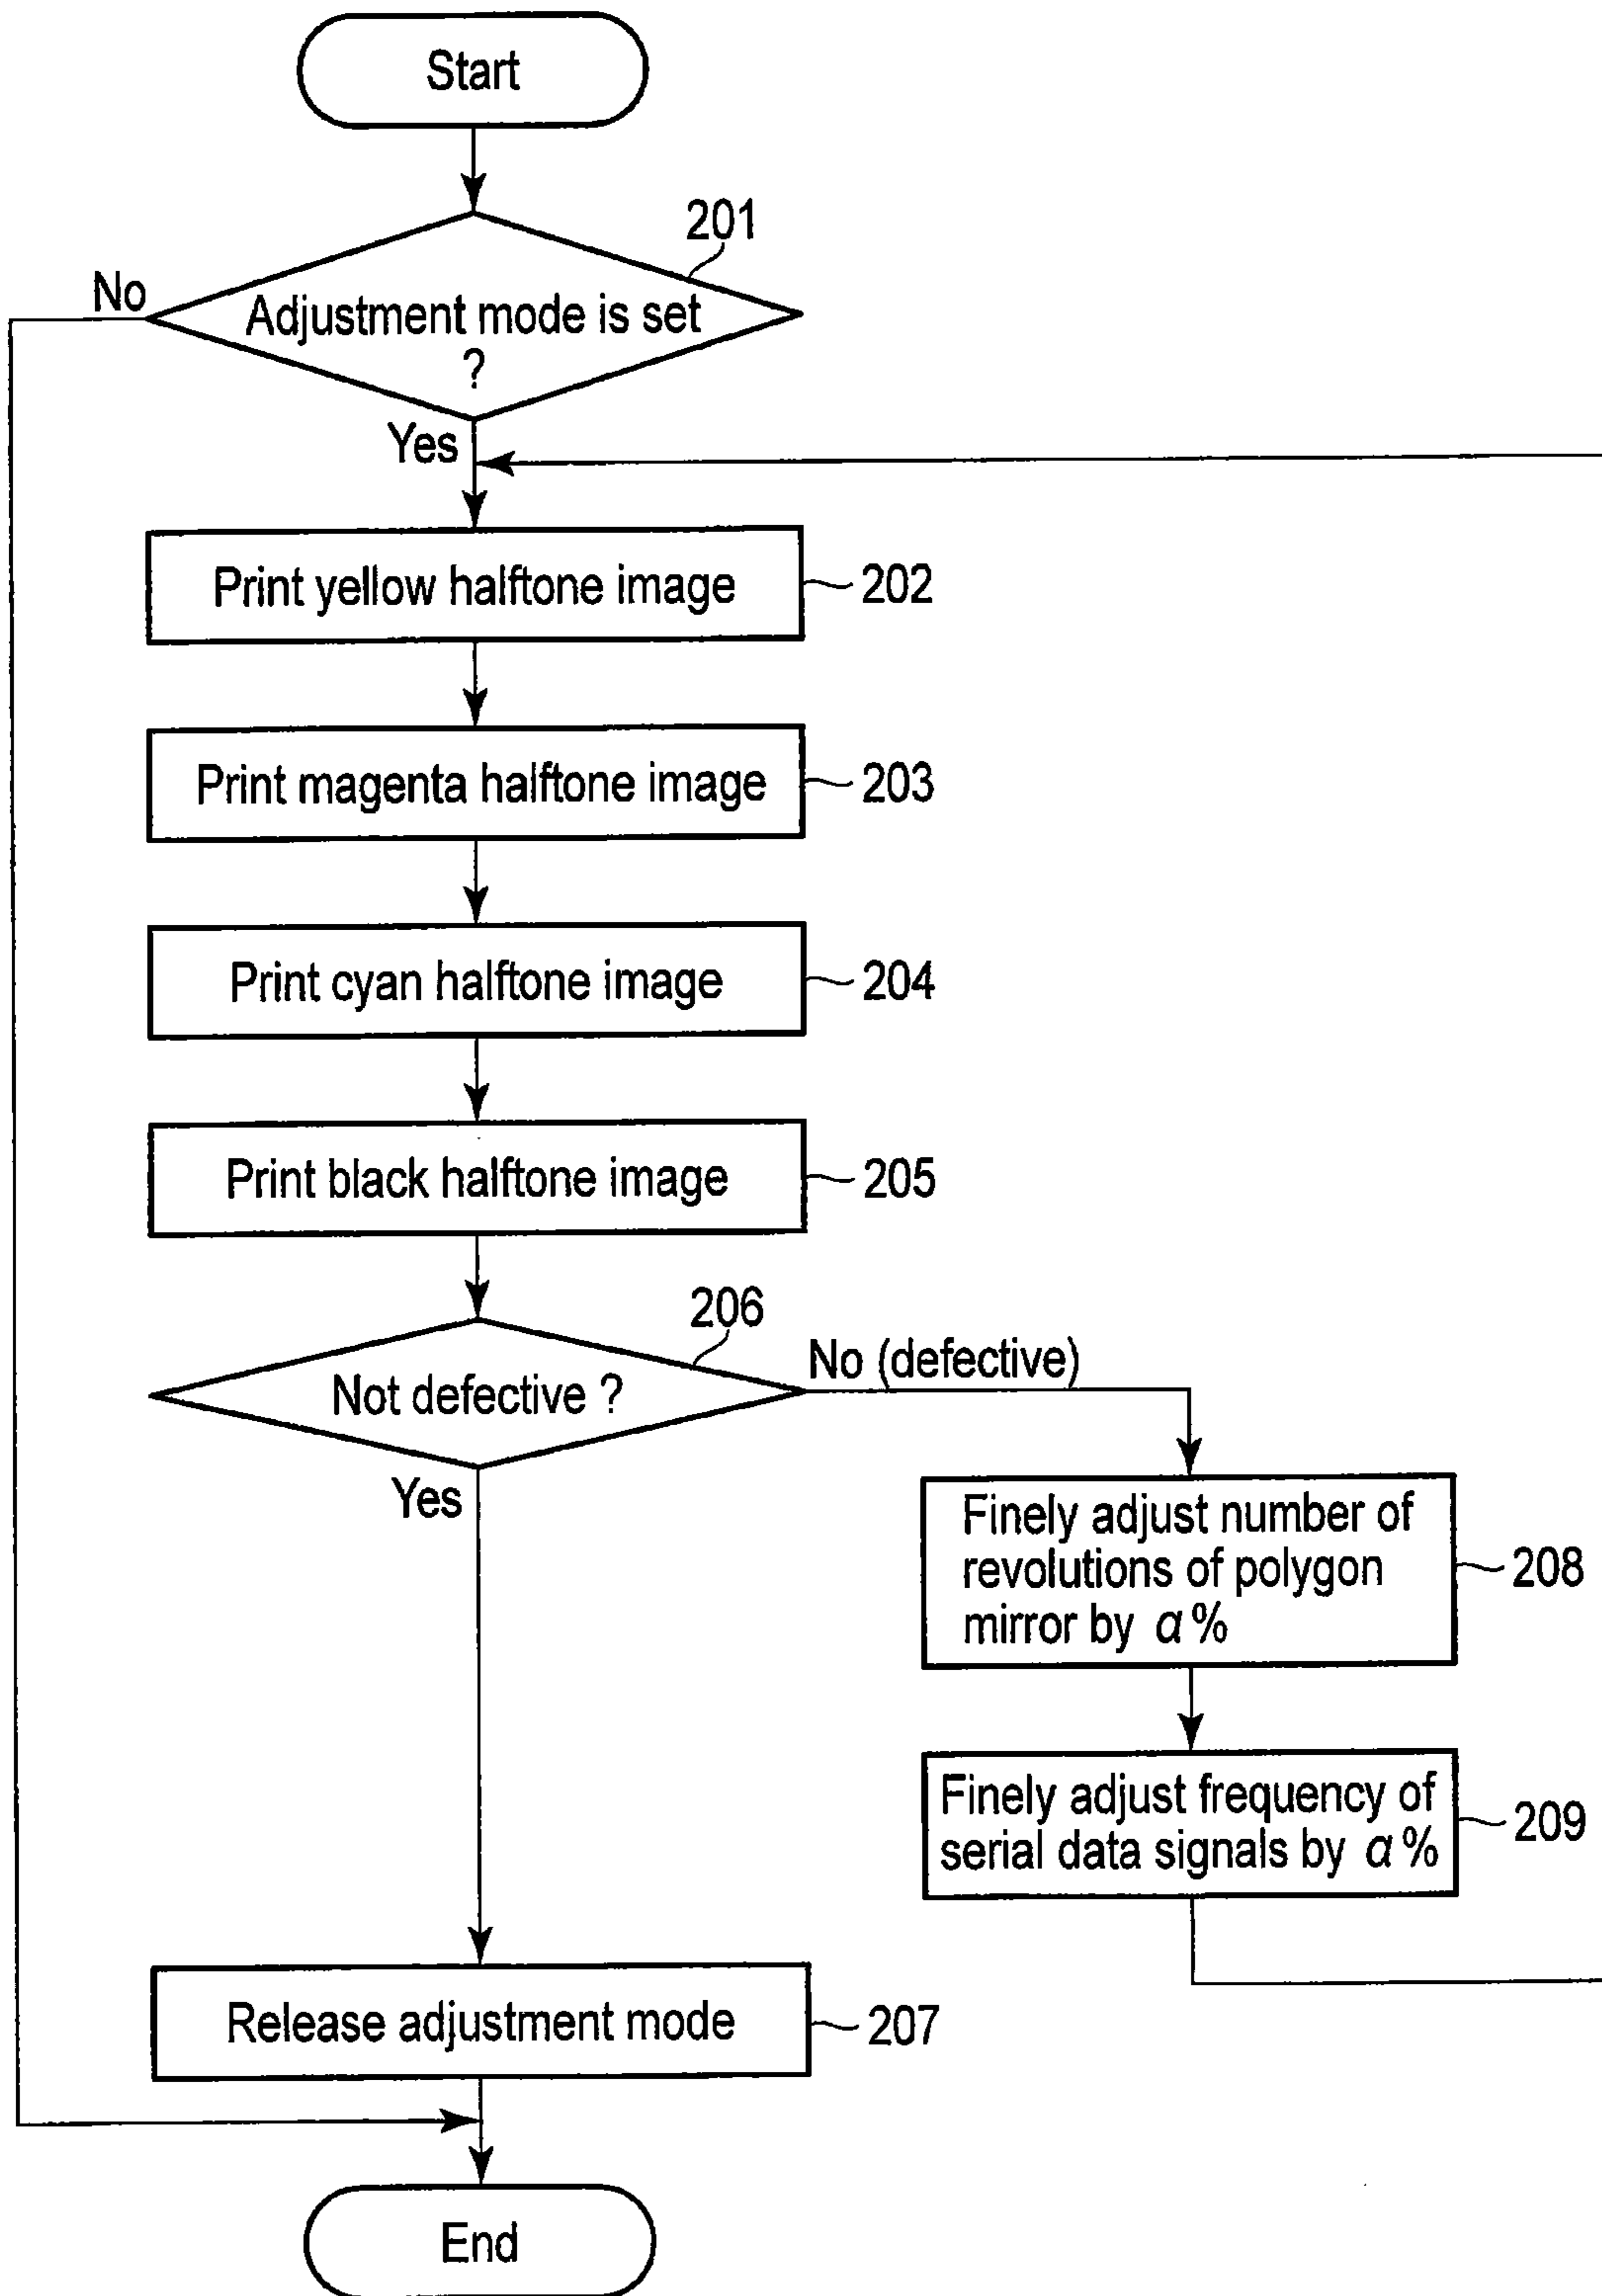 Start
201
No
Adjustment mode is set
?
Yes
Print yellow halftone image
202
Print magenta halftone image
203
Print cyan halftone image
204
Print black halftone image
205
206
No (defective)
Not defective ?
Yes
Finely adjust number of
revolutions of polygon
mirror by α%
208
Finely adjust frequency of
serial data signals by α%
209
Release adjustment mode
207
End